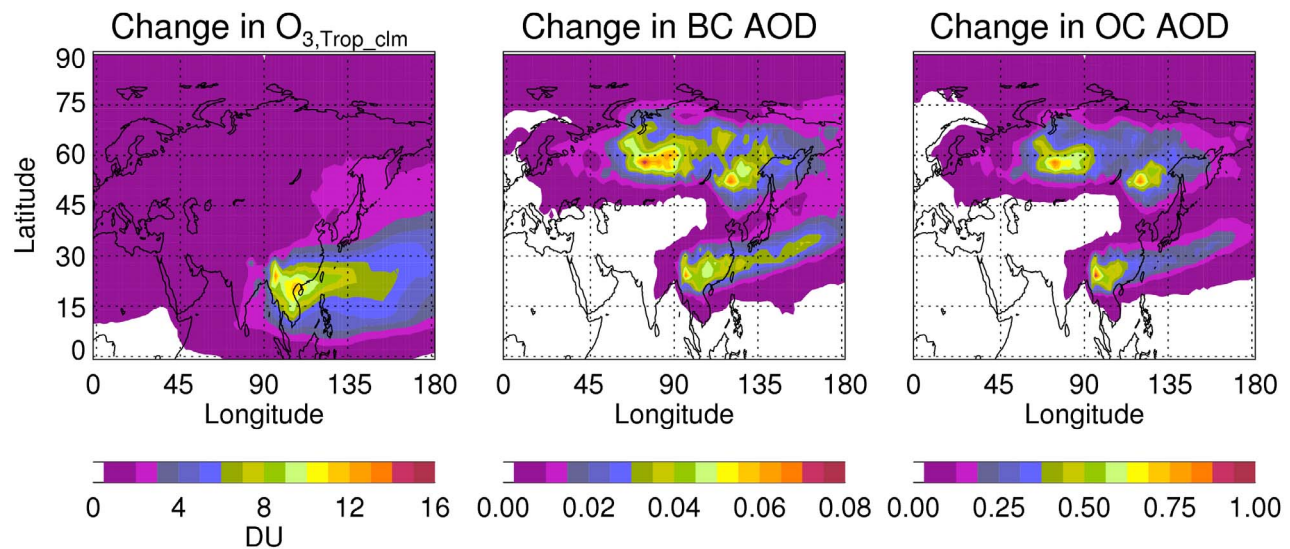 Change in O3,Trop_clm
Change in BC AOD
Change in OC AOD
Latitude
90
75
60
45
30
15
0
0 45 90 135 180
0 45 90 135 180
0 45 90 135 180
Longitude
Longitude
Longitude
0 4 8 12 16
0.00 0.02 0.04 0.06 0.08
0.00 0.25 0.50 0.75 1.00
DU